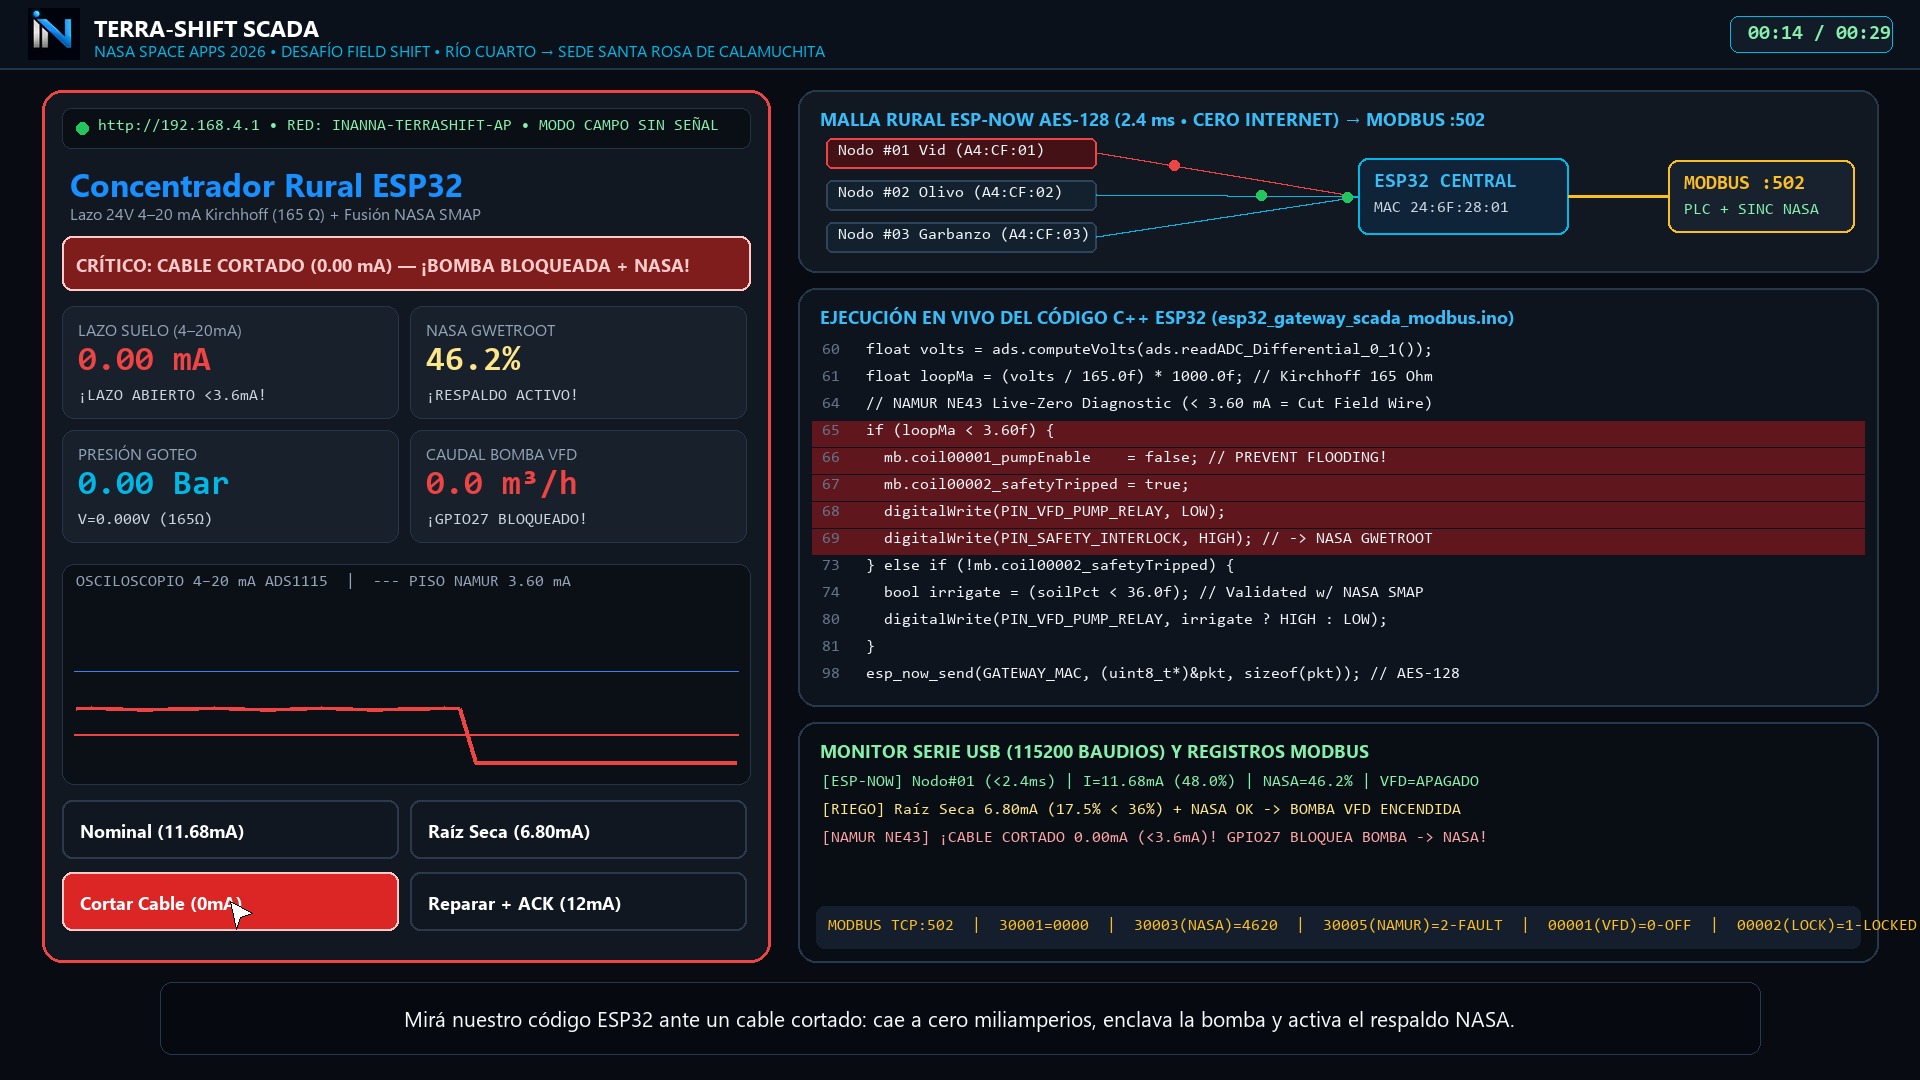 iN
TERRA-SHIFT SCADA
NASA SPACE APPS 2026 • DESAFÍO FIELD SHIFT • RÍO CUARTO → SEDE SANTA ROSA DE CALAMUCHITA
00:14 / 00:29
http://192.168.4.1 • RED: INANNA-TERRASHIFT-AP • MODO CAMPO SIN SEÑAL
Concentrador Rural ESP32
Lazo 24V 4–20 mA Kirchhoff (165 Ω) + Fusión NASA SMAP
CRÍTICO: CABLE CORTADO (0.00 mA) — ¡BOMBA BLOQUEADA + NASA!
LAZO SUELO (4–20mA)
0.00 mA
¡LAZO ABIERTO <3.6mA!
NASA GWETROOT
46.2%
¡RESPALDO ACTIVO!
PRESIÓN GOTEO
0.00 Bar
V=0.000V (165Ω)
CAUDAL BOMBA VFD
0.0 m³/h
¡GPIO27 BLOQUEADO!
OSCILOSCOPIO 4–20 mA ADS1115 | --- PISO NAMUR 3.60 mA
Nominal (11.68mA)
Raíz Seca (6.80mA)
Cortar Cable (0mA)
Reparar + ACK (12mA)
MALLA RURAL ESP-NOW AES-128 (2.4 ms • CERO INTERNET) → MODBUS :502
Nodo #01 Vid (A4:CF:01)
Nodo #02 Olivo (A4:CF:02)
Nodo #03 Garbanzo (A4:CF:03)
ESP32 CENTRAL
MAC 24:6F:28:01
MODBUS :502
PLC + SINC NASA
EJECUCIÓN EN VIVO DEL CÓDIGO C++ ESP32 (esp32_gateway_scada_modbus.ino)
60 float volts = ads.computeVolts(ads.readADC_Differential_0_1());
61 float loopMa = (volts / 165.0f) * 1000.0f; // Kirchhoff 165 Ohm
64 // NAMUR NE43 Live-Zero Diagnostic (< 3.60 mA = Cut Field Wire)
65 if (loopMa < 3.60f) {
66 mb.coil00001_pumpEnable    = false; // PREVENT FLOODING!
67 mb.coil00002_safetyTripped = true;
68 digitalWrite(PIN_VFD_PUMP_RELAY, LOW);
69 digitalWrite(PIN_SAFETY_INTERLOCK, HIGH); // -> NASA GWETROOT
73 } else if (!mb.coil00002_safetyTripped) {
74 bool irrigate = (soilPct < 36.0f); // Validated w/ NASA SMAP
80 digitalWrite(PIN_VFD_PUMP_RELAY, irrigate ? HIGH : LOW);
81 }
98 esp_now_send(GATEWAY_MAC, (uint8_t*)&pkt, sizeof(pkt)); // AES-128
MONITOR SERIE USB (115200 BAUDIOS) Y REGISTROS MODBUS
[ESP-NOW] Nodo#01 (<2.4ms) | I=11.68mA (48.0%) | NASA=46.2% | VFD=APAGADO
[RIEGO] Raíz Seca 6.80mA (17.5% < 36%) + NASA OK -> BOMBA VFD ENCENDIDA
[NAMUR NE43] ¡CABLE CORTADO 0.00mA (<3.6mA)! GPIO27 BLOQUEA BOMBA -> NASA!
MODBUS TCP:502 | 30001=0000 | 30003(NASA)=4620 | 30005(NAMUR)=2-FAULT | 00001(VFD)=0-OFF | 00002(LOCK)=1-LOCKED
Mirá nuestro código ESP32 ante un cable cortado: cae a cero miliamperios, enclava la bomba y activa el respaldo NASA.